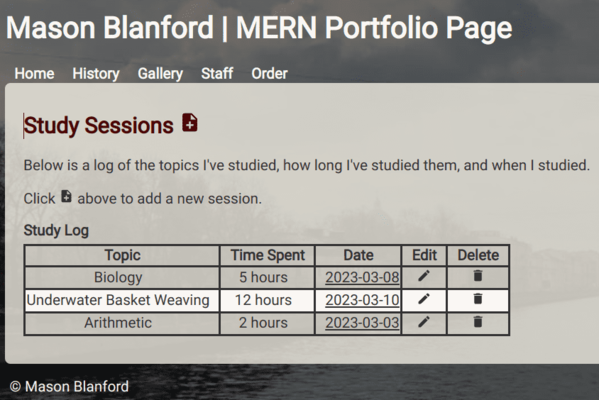 Mason Blanford | MERN Portfolio Page
Home History Gallery Staff Order
Study Sessions
Below is a log of the topics I've studied, how long I've studied them, and when I studied.
Click above to add a new session.
Study Log
Topic Time Spent Date Edit Delete
Biology 5 hours 2023-03-08
Underwater Basket Weaving 12 hours 2023-03-10
Arithmetic 2 hours 2023-03-03
© Mason Blanford